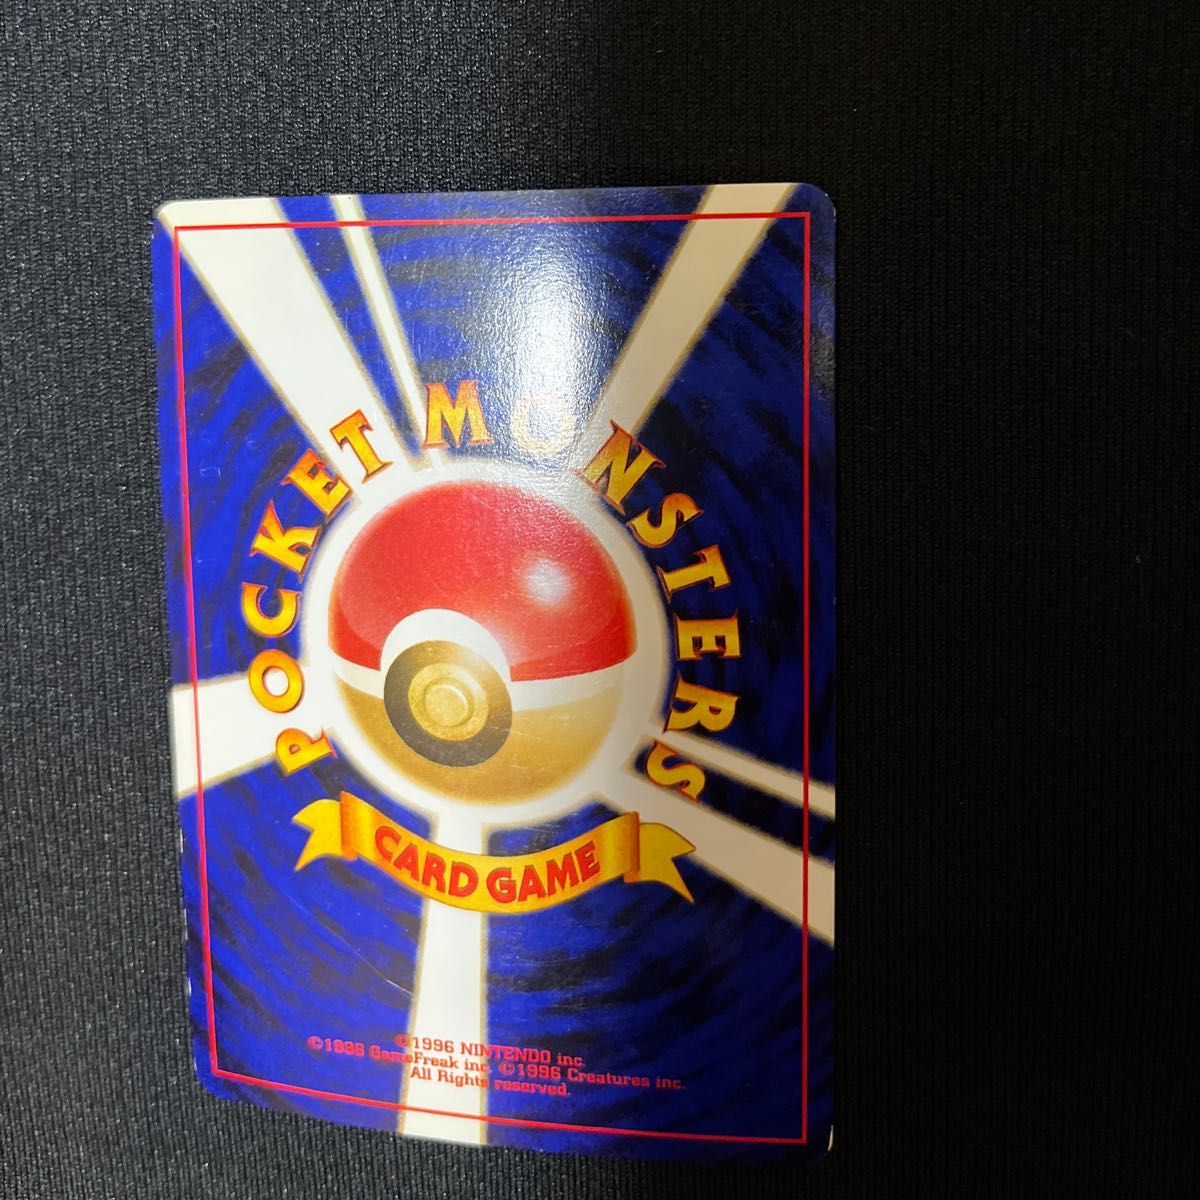 POCKET MONSTERS
CARD GAME
©1996 NINTENDO inc.
©1996 GameFreak inc. ©1996 Creatures inc.
All Rights reserved.